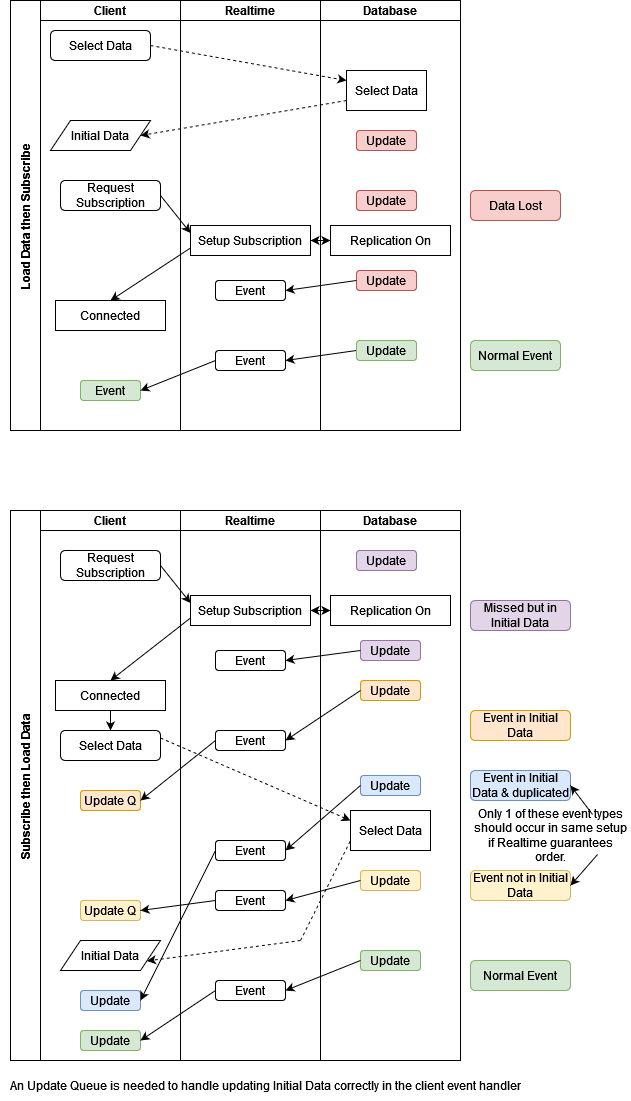 Client
Realtime
Database
Load Data then Subscribe
Select Data
Select Data
Initial Data
Update
Request
Subscription
Update
Data Lost
Setup Subscription
Replication On
Update
Event
Connected
Update
Event
Normal Event
Event
Client
Realtime
Database
Subscribe then Load Data
Request
Subscription
Update
Setup Subscription
Replication On
Missed but in
Initial Data
Update
Event
Connected
Update
Event in Initial
Data
Select Data
Event
Update Q
Update
Event in Initial
Data & duplicated
Only 1 of these event types
should occur in same setup
if Realtime guarantees
order.
Select Data
Event
Update
Event not in Initial
Data
Event
Update Q
Initial Data
Update
Normal Event
Event
Update
Update
An Update Queue is needed to handle updating Initial Data correctly in the client event handler